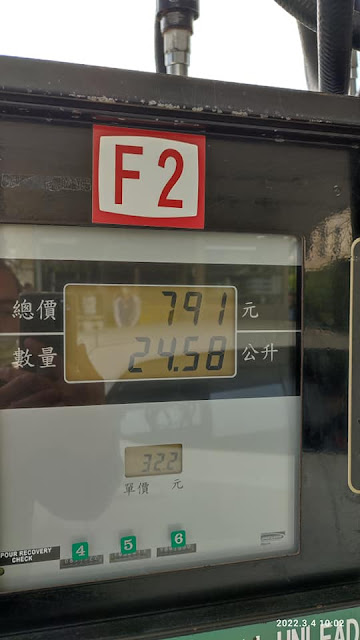 F2
總價 791 元
數量 24.58 公升
32.2
單價 元
4 5 6
POUR RECOVERY
CHECK
2022.3.4 10:02
UNLEAD